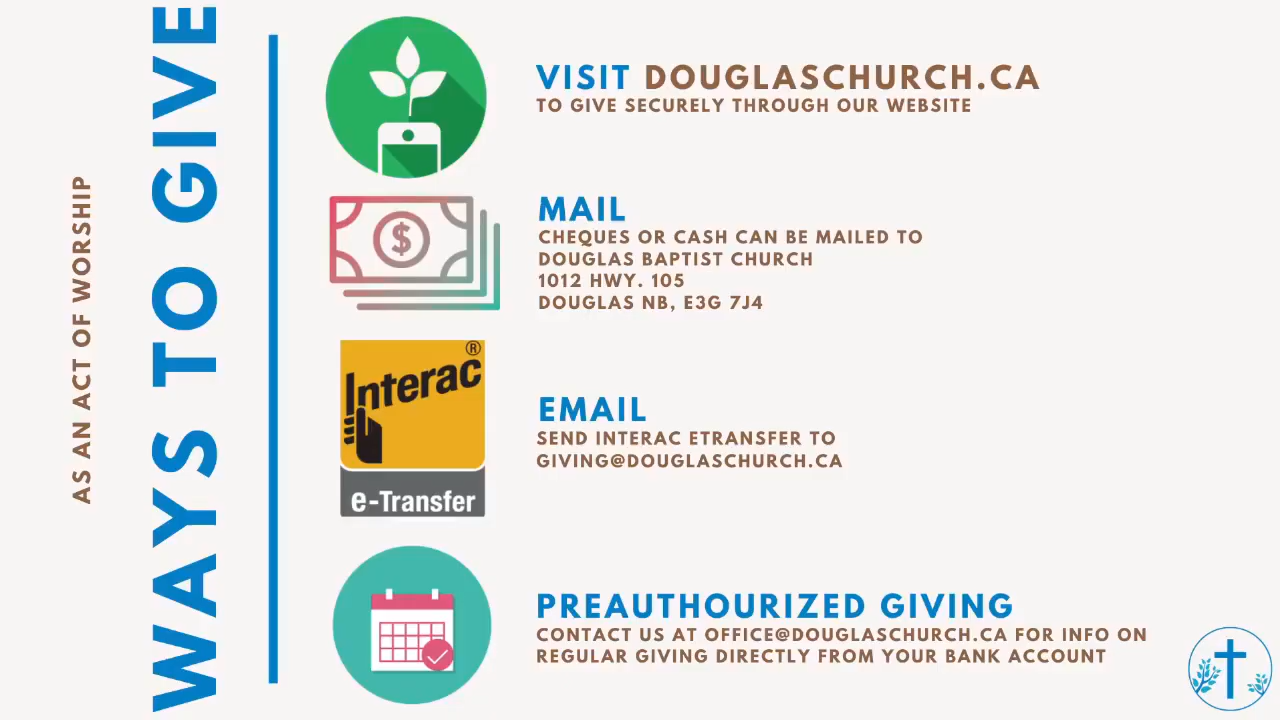 AS AN ACT OF WORSHIP
WAYS TO GIVE
VISIT DOUGLASCHURCH.CA
TO GIVE SECURELY THROUGH OUR WEBSITE
$
MAIL
CHEQUES OR CASH CAN BE MAILED TO
DOUGLAS BAPTIST CHURCH
1012 HWY. 105
DOUGLAS NB, E3G 7J4
Interac®
e-Transfer
EMAIL
SEND INTERAC ETRANSFER TO
GIVING@DOUGLASCHURCH.CA
PREAUTHOURIZED GIVING
CONTACT US AT OFFICE@DOUGLASCHURCH.CA FOR INFO ON
REGULAR GIVING DIRECTLY FROM YOUR BANK ACCOUNT